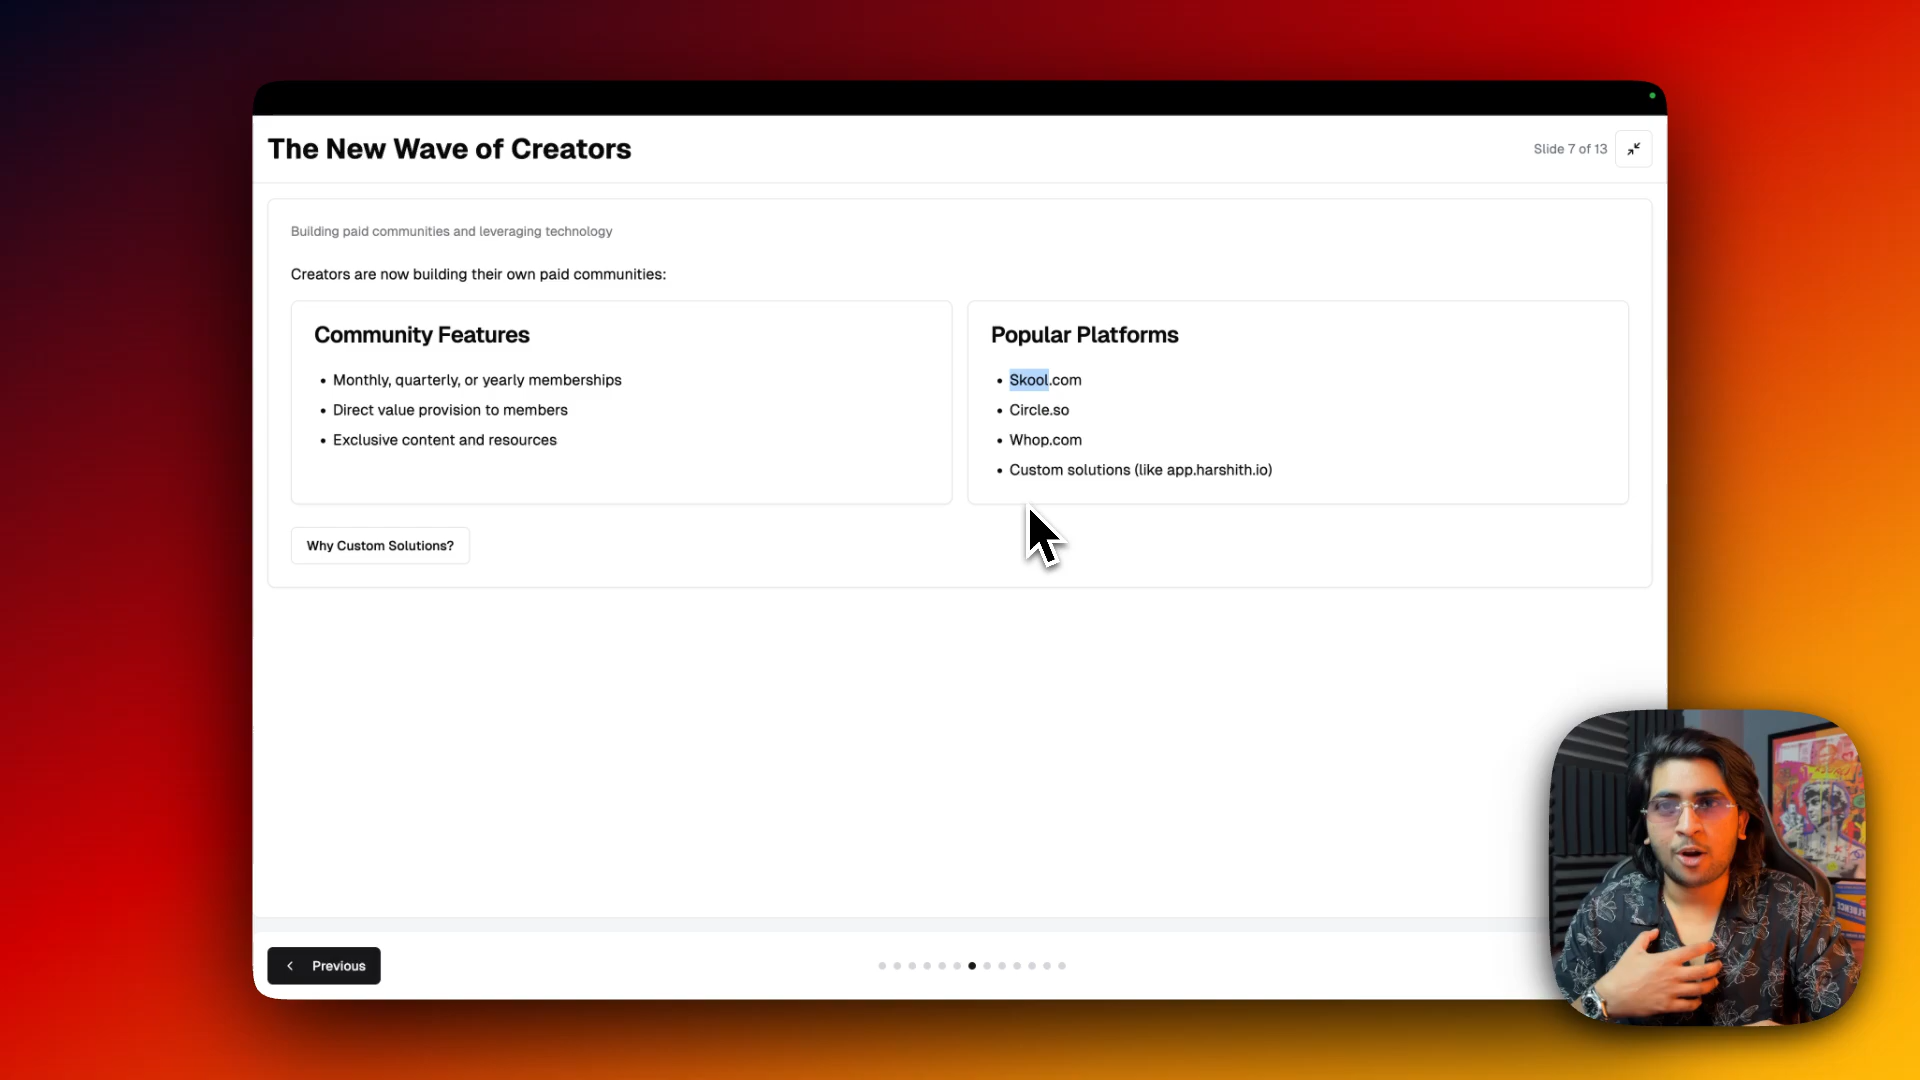 The New Wave of Creators
Slide 7 of 13
Building paid communities and leveraging technology
Creators are now building their own paid communities:
Community Features
• Monthly, quarterly, or yearly memberships
• Direct value provision to members
• Exclusive content and resources
Popular Platforms
• Skool.com
• Circle.so
• Whop.com
• Custom solutions (like app.harshith.io)
Why Custom Solutions?
Previous